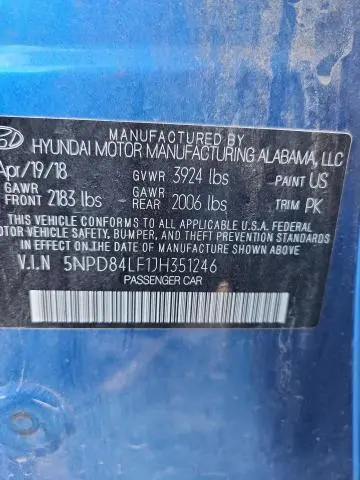 MANUFACTURED BY
HYUNDAI MOTOR MANUFACTURING ALABAMA, LLC
Apr/19/18 GVWR 3924 lbs PAINT US
GAWR FRONT 2183 lbs GAWR REAR 2006 lbs TRIM PK
THIS VEHICLE CONFORMS TO ALL APPLICABLE U.S.A. FEDERAL
MOTOR VEHICLE SAFETY, BUMPER, AND THEFT PREVENTION STANDARDS
IN EFFECT ON THE DATE OF MANUFACTURE SHOWN ABOVE.
V.I.N 5NPD84LF1JH351246
PASSENGER CAR